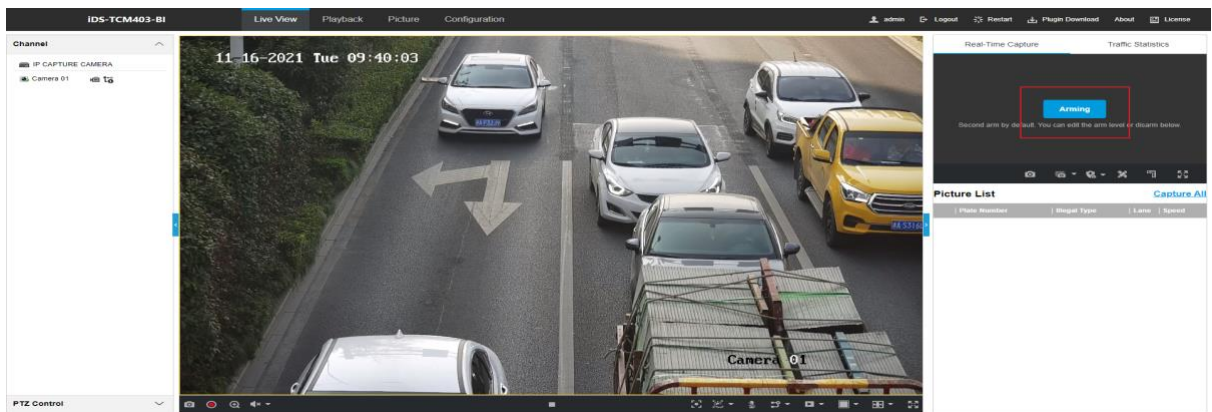 iDS-TCM403-BI Live View Playback Picture Configuration admin Logout Restart Plugin Download About License
Channel
IP CAPTURE CAMERA
Camera 01
PTZ Control
11-16-2021 Tue 09:40:03
Camera 01
Real-Time Capture Traffic Statistics
Arming
Second arm by default. You can edit the arm level or disarm below.
Picture List Capture All
Plate Number Illegal Type Lane Speed